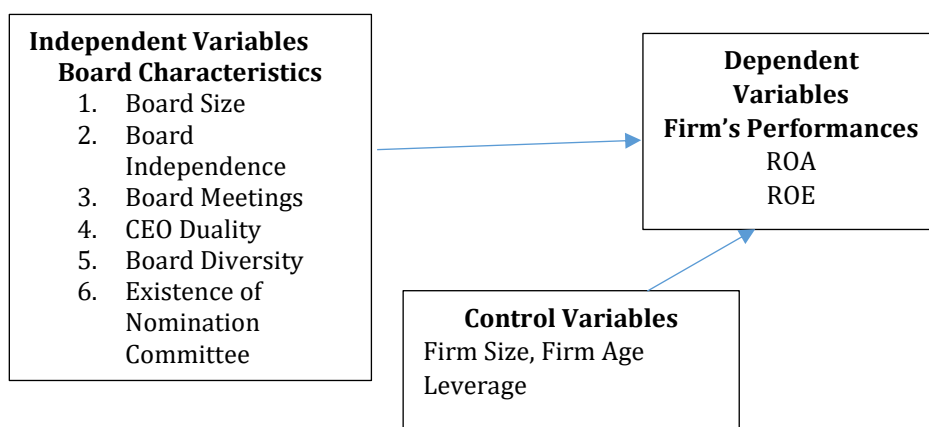 Independent Variables
Board Characteristics
1. Board Size
2. Board
Independence
3. Board Meetings
4. CEO Duality
5. Board Diversity
6. Existence of
Nomination
Committee
Dependent
Variables
Firm’s Performances
ROA
ROE
Control Variables
Firm Size, Firm Age
Leverage